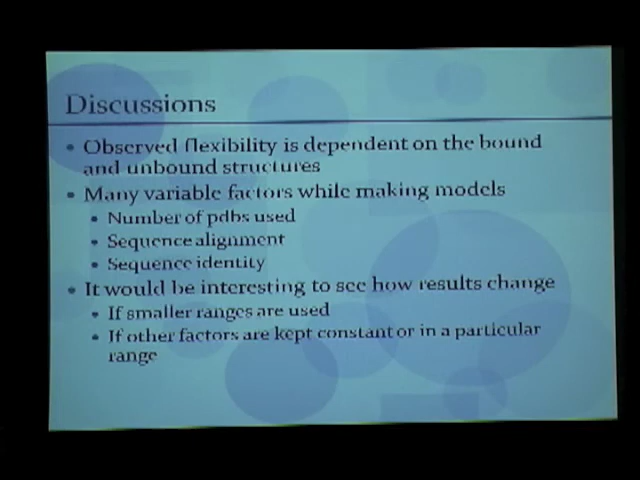 Discussions
Observed flexibility is dependent on the bound
and unbound structures
Many variable factors while making models
Number of pdbs used
Sequence alignment
Sequence identity
It would be interesting to see how results change
If smaller ranges are used
If other factors are kept constant or in a particular
range